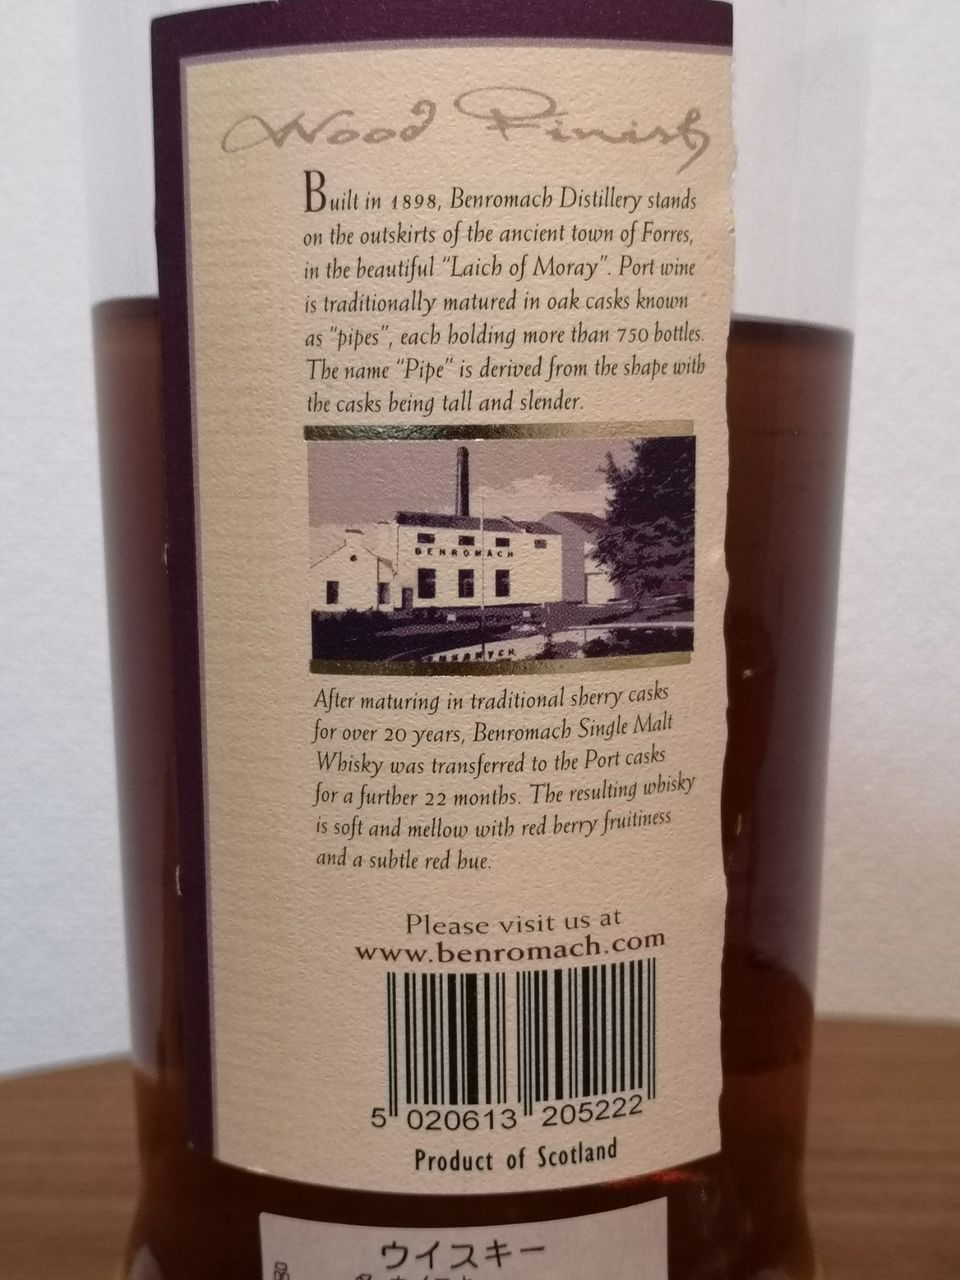 Wood Finish
Built in 1898, Benromach Distillery stands
on the outskirts of the ancient town of Forres,
in the beautiful "Laich of Moray". Port wine
is traditionally matured in oak casks known
as "pipes", each holding more than 750 bottles.
The name "Pipe" is derived from the shape with
the casks being tall and slender.
BENROMACH
After maturing in traditional sherry casks
for over 20 years, Benromach Single Malt
Whisky was transferred to the Port casks
for a further 22 months. The resulting whisky
is soft and mellow with red berry fruitiness
and a subtle red hue.
Please visit us at
www.benromach.com
5 020613 205222
Product of Scotland
ウイスキー